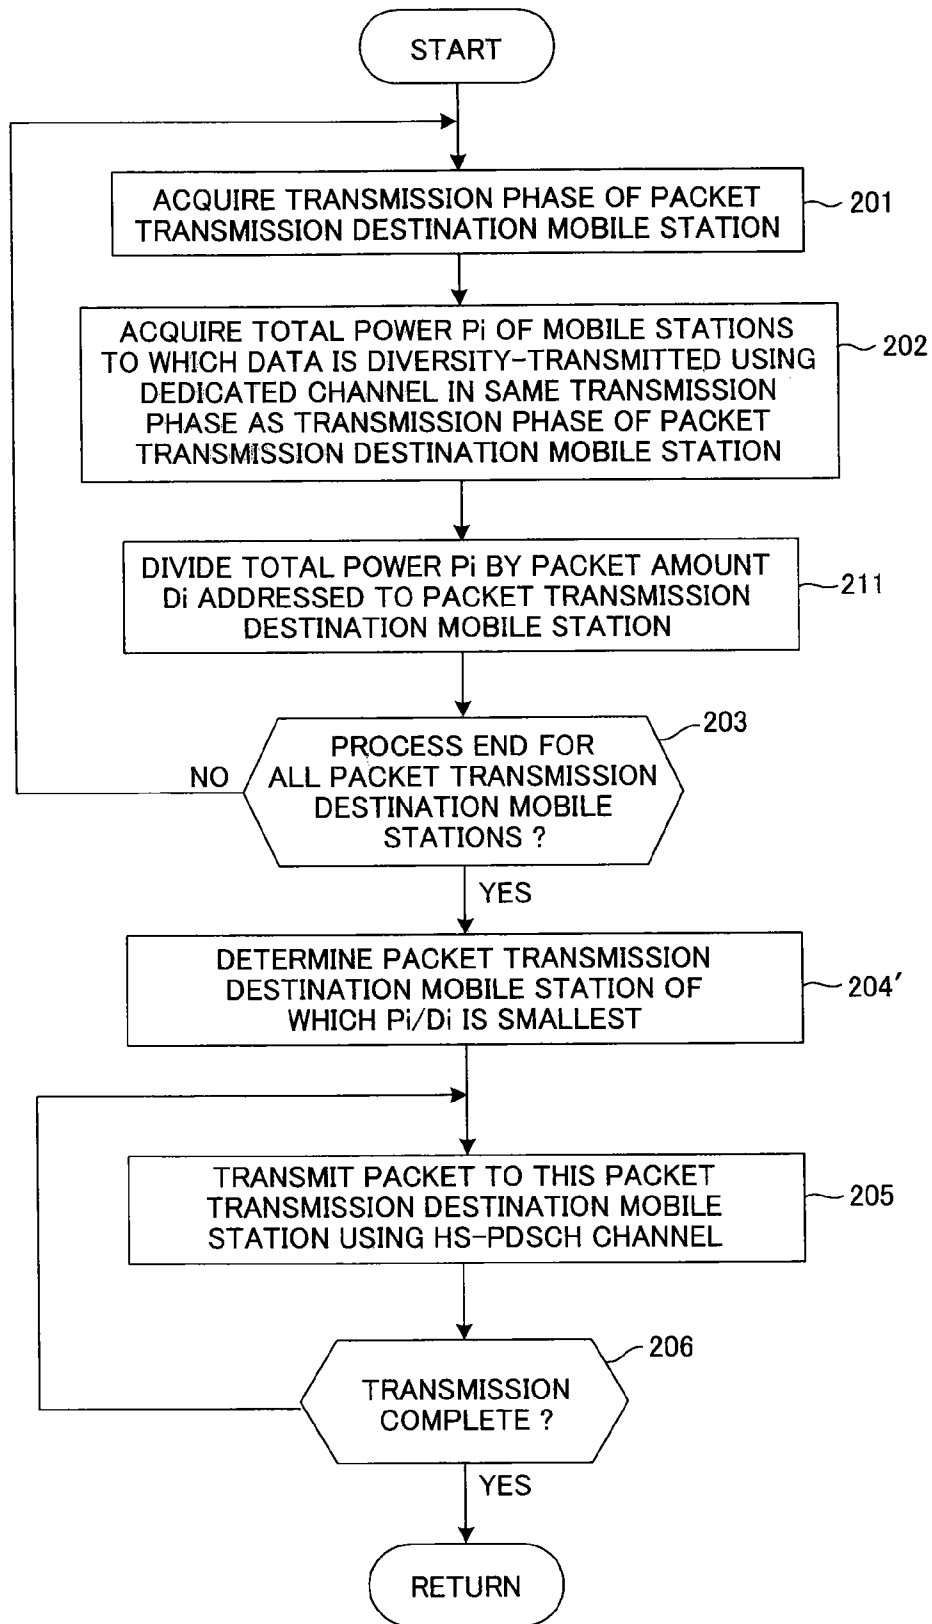 START
ACQUIRE TRANSMISSION PHASE OF PACKET
TRANSMISSION DESTINATION MOBILE STATION
201
ACQUIRE TOTAL POWER Pi OF MOBILE STATIONS
TO WHICH DATA IS DIVERSITY-TRANSMITTED USING
DEDICATED CHANNEL IN SAME TRANSMISSION
PHASE AS TRANSMISSION PHASE OF PACKET
TRANSMISSION DESTINATION MOBILE STATION
202
DIVIDE TOTAL POWER Pi BY PACKET AMOUNT
Di ADDRESSED TO PACKET TRANSMISSION
DESTINATION MOBILE STATION
211
PROCESS END FOR
ALL PACKET TRANSMISSION
DESTINATION MOBILE
STATIONS ?
203
NO
YES
DETERMINE PACKET TRANSMISSION
DESTINATION MOBILE STATION OF
WHICH Pi/Di IS SMALLEST
204′
TRANSMIT PACKET TO THIS PACKET
TRANSMISSION DESTINATION MOBILE
STATION USING HS-PDSCH CHANNEL
205
TRANSMISSION
COMPLETE ?
206
YES
RETURN